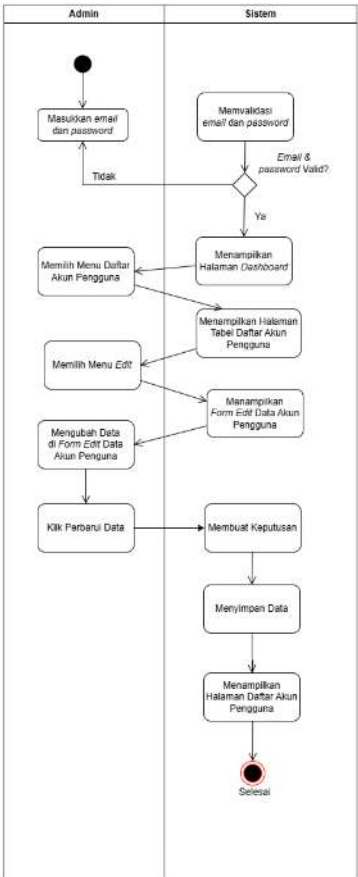 Admin
Sistem
Masukkan email
dan password
Memvalidasi
email dan password
Email &
password Valid?
Tidak
Ya
Menampilkan
Halaman Dashboard
Memilih Menu Daftar
Akun Pengguna
Menampilkan Halaman
Tabel Daftar Akun
Pengguna
Memilih Menu Edit
Menampilkan
Form Edit Data Akun
Pengguna
Mengubah Data
di Form Edit Data
Akun Penguna
Klik Perbarui Data
Membuat Keputusan
Menyimpan Data
Menampilkan
Halaman Daftar Akun
Pengguna
Selesai